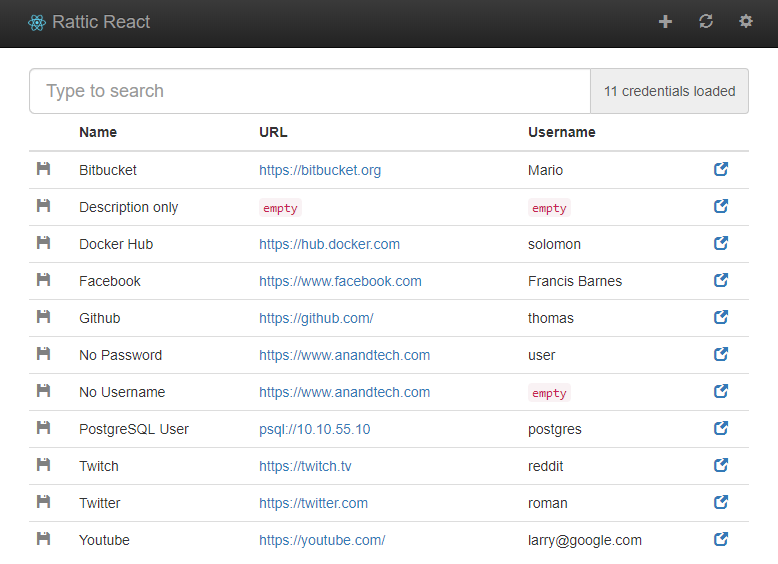 Rattic React
Type to search 11 credentials loaded
Name URL Username
Bitbucket https://bitbucket.org Mario
Description only empty empty
Docker Hub https://hub.docker.com solomon
Facebook https://www.facebook.com Francis Barnes
Github https://github.com/ thomas
No Password https://www.anandtech.com user
No Username https://www.anandtech.com empty
PostgreSQL User psql://10.10.55.10 postgres
Twitch https://twitch.tv reddit
Twitter https://twitter.com roman
Youtube https://youtube.com/ larry@google.com